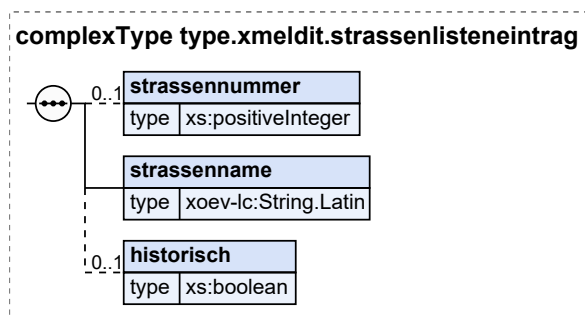 complexType type.xmeldit.strassenlisteneintrag
0..1
strassennummer
type xs:positiveInteger
strassenname
type xoev-lc:String.Latin
0..1
historisch
type xs:boolean